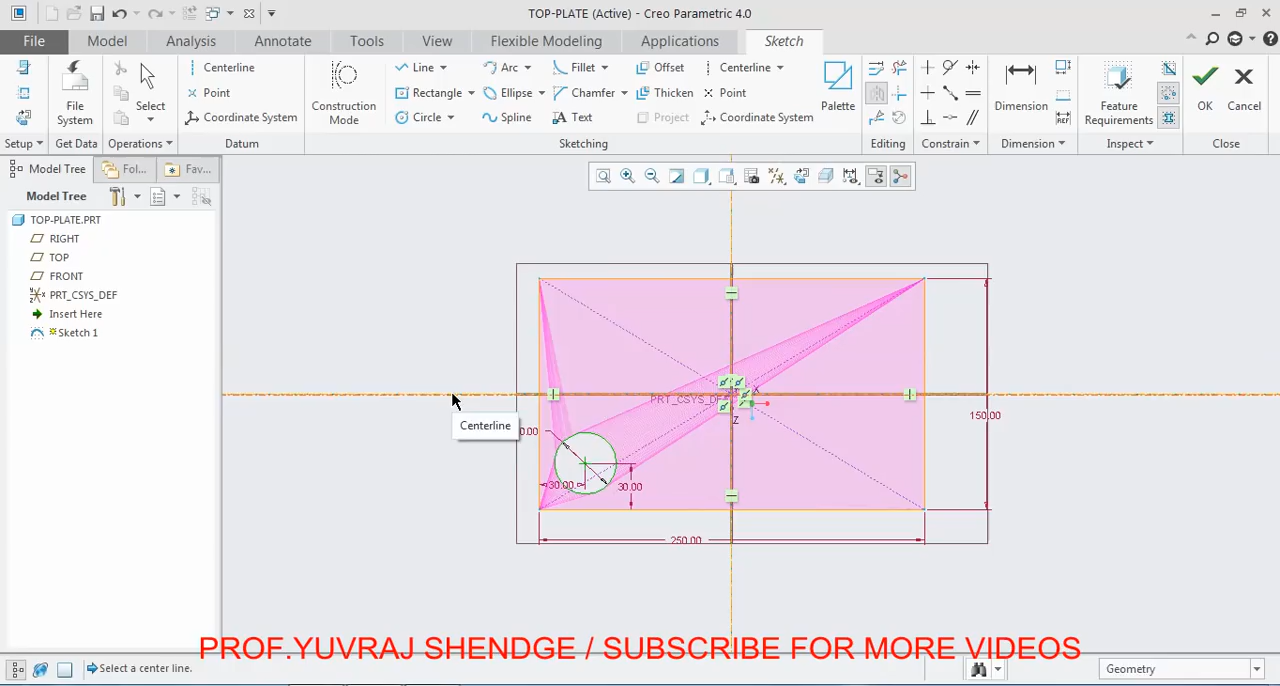 TOP-PLATE (Active) - Creo Parametric 4.0
File Model Analysis Annotate Tools View Flexible Modeling Applications Sketch
Centerline Line Arc Fillet Offset Centerline
Point Rectangle Ellipse Chamfer Thicken Point
Coordinate System Circle Spline Text Project Coordinate System
File System
Select
Construction Mode
Palette
Dimension
REF
Feature Requirements
OK Cancel
Setup Get Data Operations Datum Sketching Editing Constrain Dimension Inspect Close
Model Tree Fol... Fav...
Model Tree
TOP-PLATE.PRT
RIGHT
TOP
FRONT
PRT_CSYS_DEF
Insert Here
Sketch 1
X
PRT_CSYS_DEF
Z
Centerline
150.00
30.00
30.00
250.00
PROF.YUVRAJ SHENDGE / SUBSCRIBE FOR MORE VIDEOS
Select a center line.
Geometry